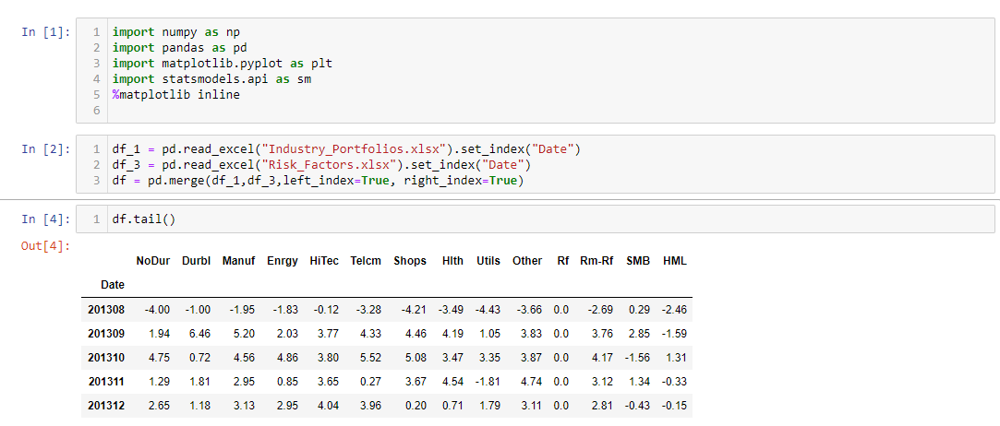 In [1]:
1 import numpy as np
2 import pandas as pd
3 import matplotlib.pyplot as plt
4 import statsmodels.api as sm
5 %matplotlib inline
6
In [2]:
1 df_1 = pd.read_excel("Industry_Portfolios.xlsx").set_index("Date")
2 df_3 = pd.read_excel("Risk_Factors.xlsx").set_index("Date")
3 df = pd.merge(df_1,df_3,left_index=True, right_index=True)
In [4]:
1 df.tail()
Out[4]:
NoDur Durbl Manuf Enrgy HiTec Telcm Shops Hlth Utils Other Rf Rm-Rf SMB HML
Date
201308 -4.00 -1.00 -1.95 -1.83 -0.12 -3.28 -4.21 -3.49 -4.43 -3.66 0.0 -2.69 0.29 -2.46
201309 1.94 6.46 5.20 2.03 3.77 4.33 4.46 4.19 1.05 3.83 0.0 3.76 2.85 -1.59
201310 4.75 0.72 4.56 4.86 3.80 5.52 5.08 3.47 3.35 3.87 0.0 4.17 -1.56 1.31
201311 1.29 1.81 2.95 0.85 3.65 0.27 3.67 4.54 -1.81 4.74 0.0 3.12 1.34 -0.33
201312 2.65 1.18 3.13 2.95 4.04 3.96 0.20 0.71 1.79 3.11 0.0 2.81 -0.43 -0.15